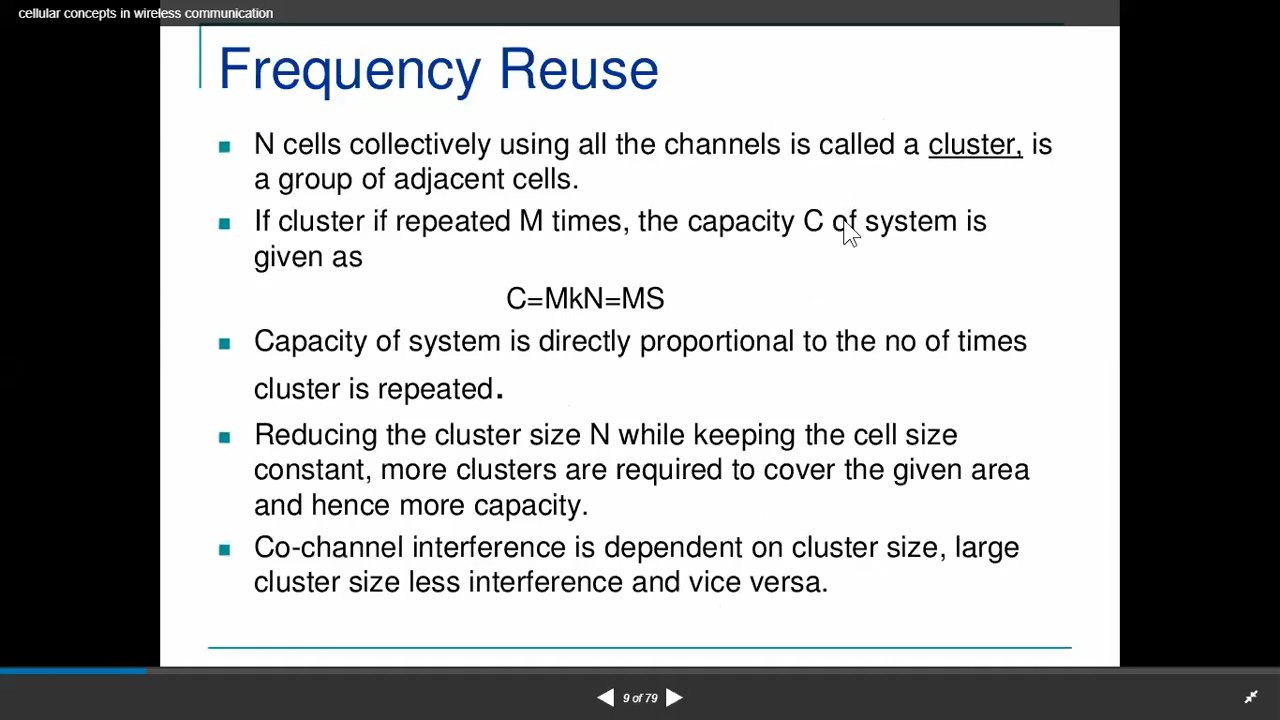 cellular concepts in wireless communication
Frequency Reuse
N cells collectively using all the channels is called a cluster, is
a group of adjacent cells.
If cluster if repeated M times, the capacity C of system is
given as
C=MkN=MS
Capacity of system is directly proportional to the no of times
cluster is repeated.
Reducing the cluster size N while keeping the cell size
constant, more clusters are required to cover the given area
and hence more capacity.
Co-channel interference is dependent on cluster size, large
cluster size less interference and vice versa.
9 of 79